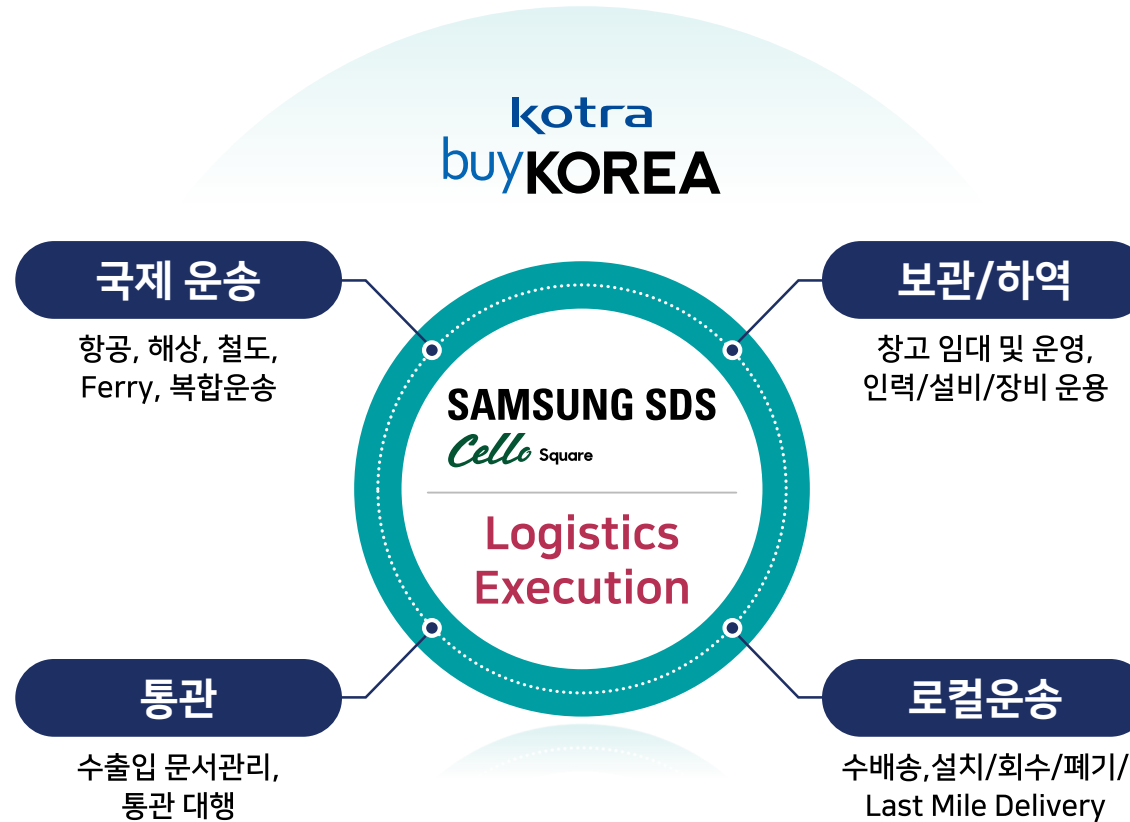 kotra
buyKOREA
국제 운송
항공, 해상, 철도,
Ferry, 복합운송
보관/하역
창고 임대 및 운영,
인력/설비/장비 운용
SAMSUNG SDS
Cello Square
Logistics
Execution
통관
수출입 문서관리,
통관 대행
로컬운송
수배송,설치/회수/폐기/
Last Mile Delivery